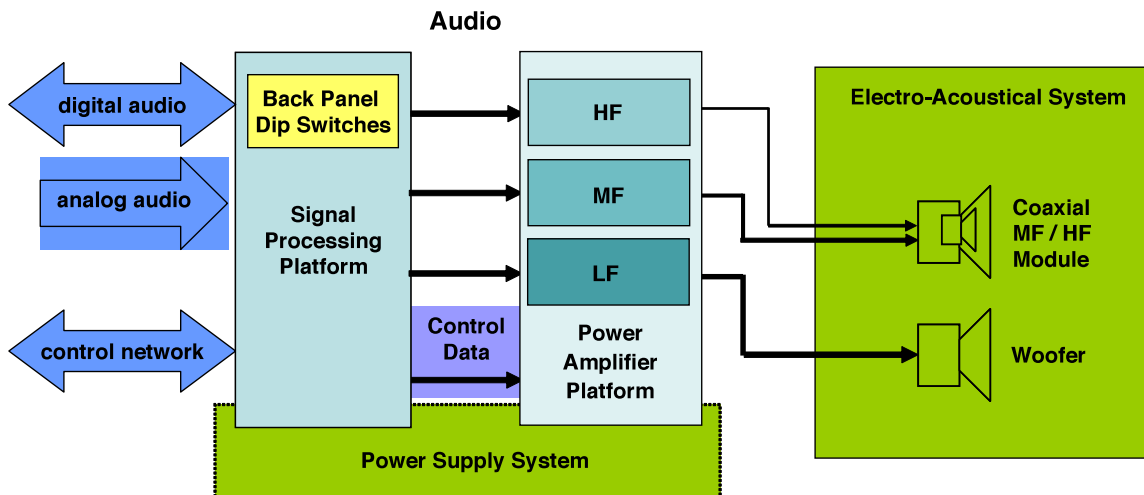 Audio
digital audio
analog audio
control network
Back Panel
Dip Switches
Signal
Processing
Platform
Control
Data
HF
MF
LF
Power
Amplifier
Platform
Power Supply System
Electro-Acoustical System
Coaxial
MF / HF
Module
Woofer